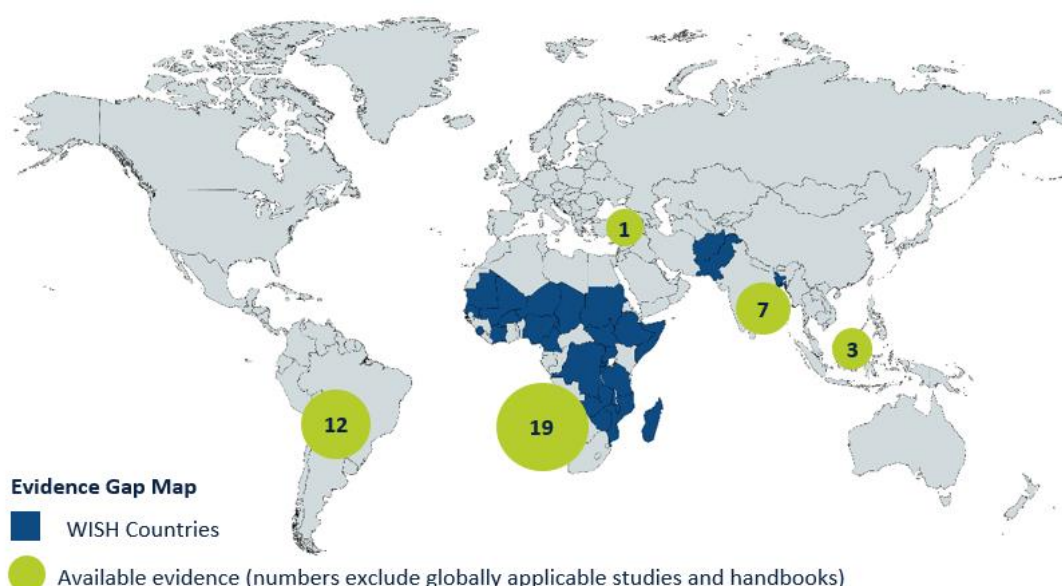 1
7
3
12
19
Evidence Gap Map
WISH Countries
Available evidence (numbers exclude globally applicable studies and handbooks)